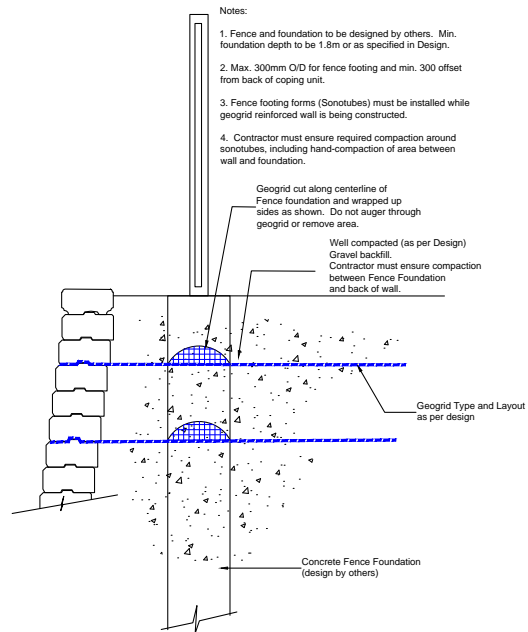 Notes:
1. Fence and foundation to be designed by others. Min.
foundation depth to be 1.8m or as specified in Design.
2. Max. 300mm O/D for fence footing and min. 300 offset
from back of coping unit.
3. Fence footing forms (Sonotubes) must be installed while
geogrid reinforced wall is being constructed.
4. Contractor must ensure required compaction around
sonotubes, including hand-compaction of area between
wall and foundation.
Geogrid cut along centerline of
Fence foundation and wrapped up
sides as shown. Do not auger through
geogrid or remove area.
Well compacted (as per Design)
Gravel backfill.
Contractor must ensure compaction
between Fence Foundation
and back of wall.
Geogrid Type and Layout
as per design
Concrete Fence Foundation
(design by others)